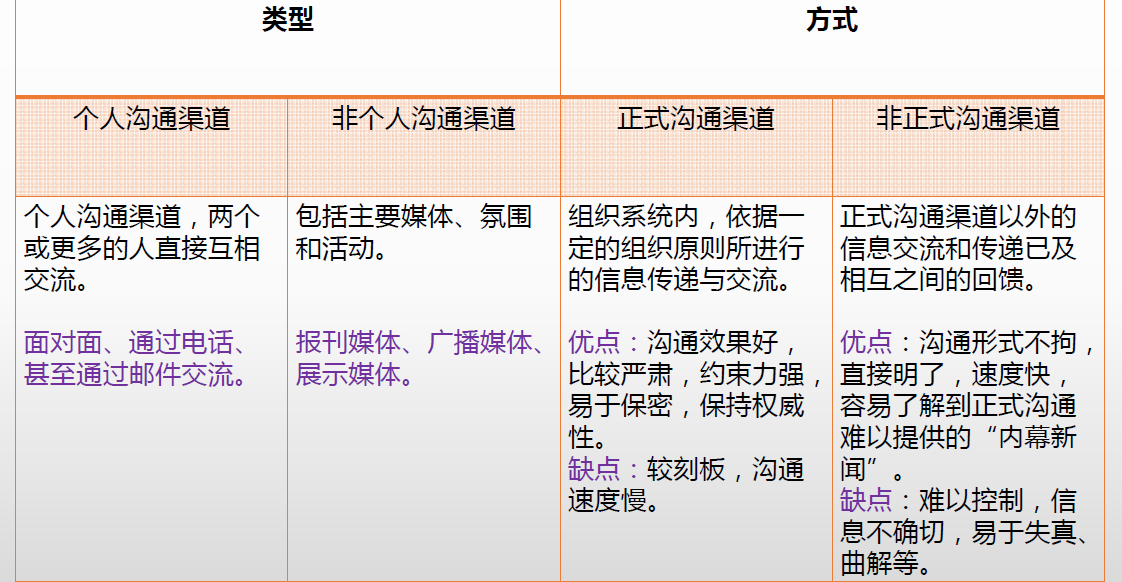 类型
方式
个人沟通渠道
非个人沟通渠道
正式沟通渠道
非正式沟通渠道
个人沟通渠道，两个
或更多的人直接互相
交流。
面对面、通过电话、
甚至通过邮件交流。
包括主要媒体、氛围
和活动。
报刊媒体、广播媒体、
展示媒体。
组织系统内，依据一
定的组织原则所进行
的信息传递与交流。
优点：沟通效果好，
比较严肃，约束力强，
易于保密，保持权威
性。
缺点：较刻板，沟通
速度慢。
正式沟通渠道以外的
信息交流和传递已及
相互之间的回馈。
优点：沟通形式不拘，
直接明了，速度快，
容易了解到正式沟通
难以提供的“内幕新
闻”。
缺点：难以控制，信
息不确切，易于失真、
曲解等。